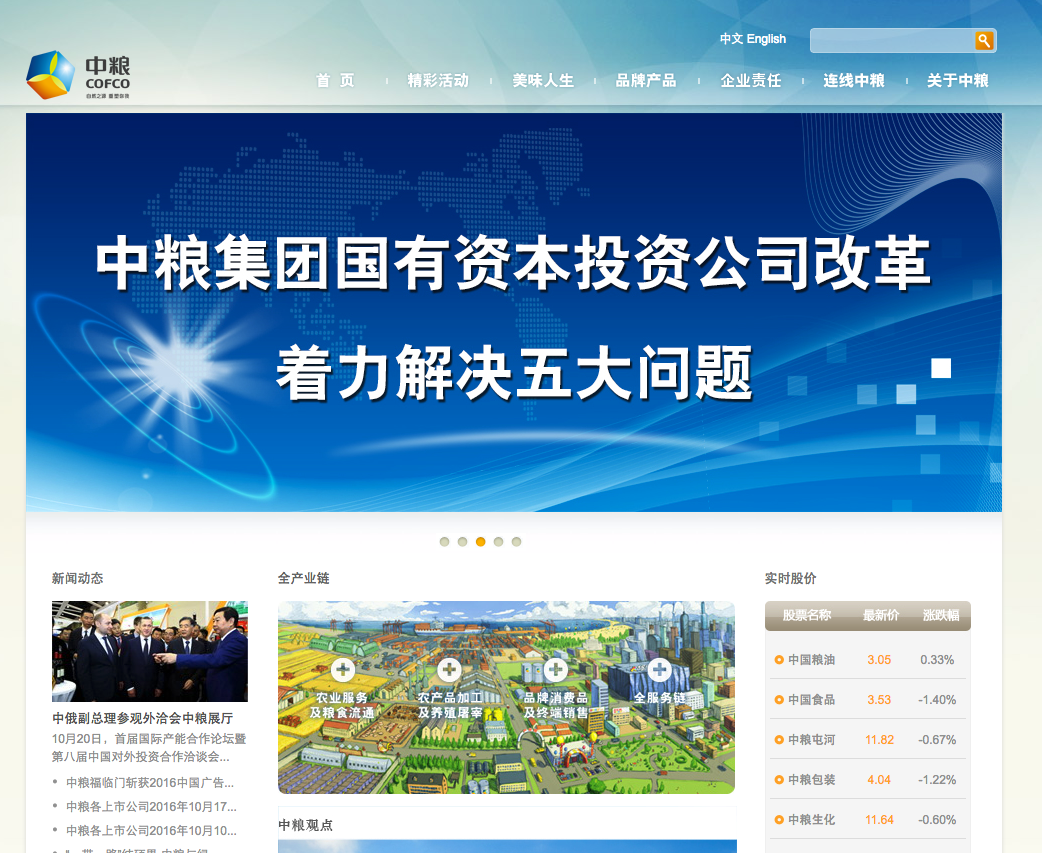 中文 English
中粮
COFCO
自然之源 重塑你我
首 页
精彩活动
美味人生
品牌产品
企业责任
连线中粮
关于中粮
中粮集团国有资本投资公司改革
着力解决五大问题
新闻动态
中俄副总理参观外洽会中粮展厅
10月20日，首届国际产能合作论坛暨
第八届中国对外投资合作洽谈会...
中粮福临门斩获2016中国广告...
中粮各上市公司2016年10月17...
中粮各上市公司2016年10月10...
全产业链
农业服务
及粮食流通
农产品加工
及养殖屠宰
品牌消费品
及终端销售
全服务链
中粮观点
实时股价
股票名称 最新价 涨跌幅
中国粮油 3.05 0.33%
中国食品 3.53 -1.40%
中粮屯河 11.82 -0.67%
中粮包装 4.04 -1.22%
中粮生化 11.64 -0.60%